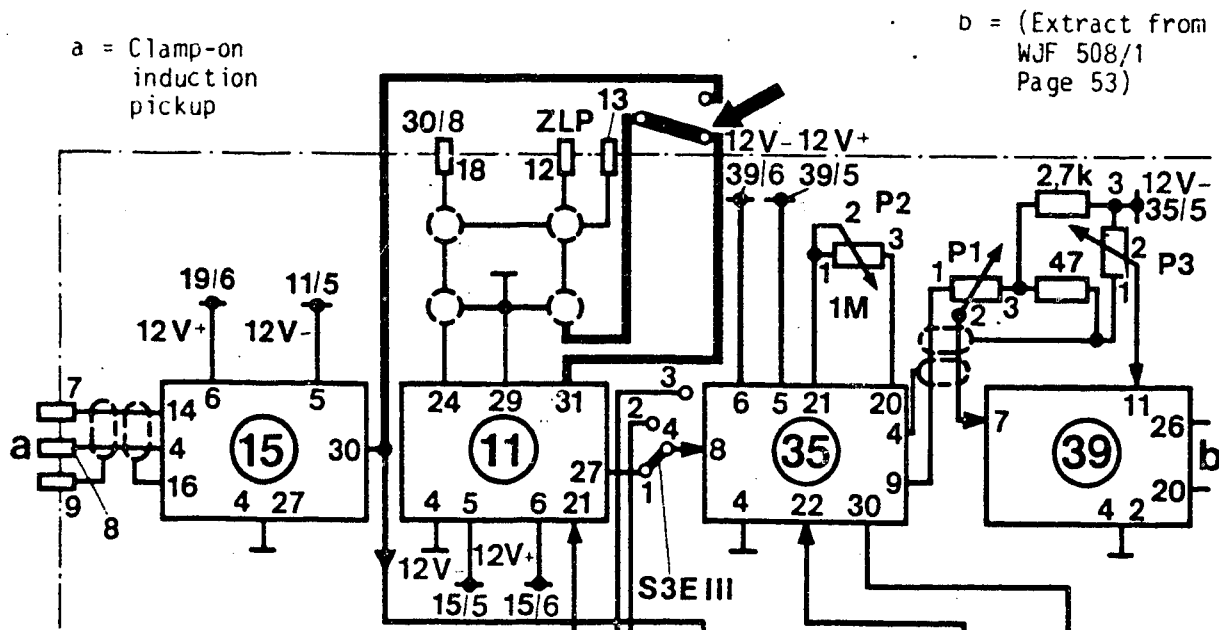 a = Clamp-on
induction
pickup
b = (Extract from
WJF 508/1
Page 53)
30/8
ZLP
13
18
12
12V- 12V+
39/6 39/5
2,7k
3
12V-
35/5
2
P2
3
1
1M
P1
1
3
2
47
2
P3
1
19/6
11/5
12V+
12V-
7
a
9
8
14
4
16
6
5
15
30
4 27
24
29
31
11
27
4
5
6
21
12V
12V+
15/5
15/6
3
2
4
1
S3E III
6
5
21
20
8
35
4
9
4
22
30
7
11
39
26
20
4 2
b